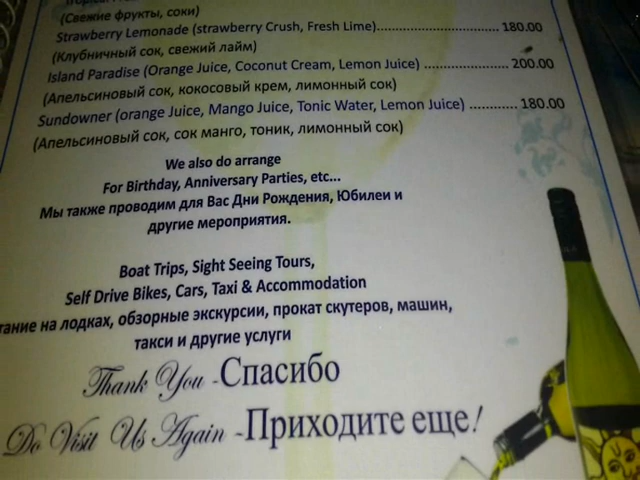 Tropical
(Свежие фрукты, соки)
Strawberry Lemonade (strawberry Crush, Fresh Lime)............................... 180.00
(Клубничный сок, свежий лайм)
Island Paradise (Orange Juice, Coconut Cream, Lemon Juice) ..................... 200.00
(Апельсиновый сок, кокосовый крем, лимонный сок)
Sundowner (orange Juice, Mango Juice, Tonic Water, Lemon Juice) ............ 180.00
(Апельсиновый сок, сок манго, тоник, лимонный сок)
We also do arrange
For Birthday, Anniversary Parties, etc...
Мы также проводим для Вас Дни Рождения, Юбилеи и
другие мероприятия.
Boat Trips, Sight Seeing Tours,
Self Drive Bikes, Cars, Taxi & Accommodation
на лодках, обзорные экскурсии, прокат скутеров, машин,
такси и другие услуги
Thank You -Спасибо
Do Visit Us Again -Приходите еще!